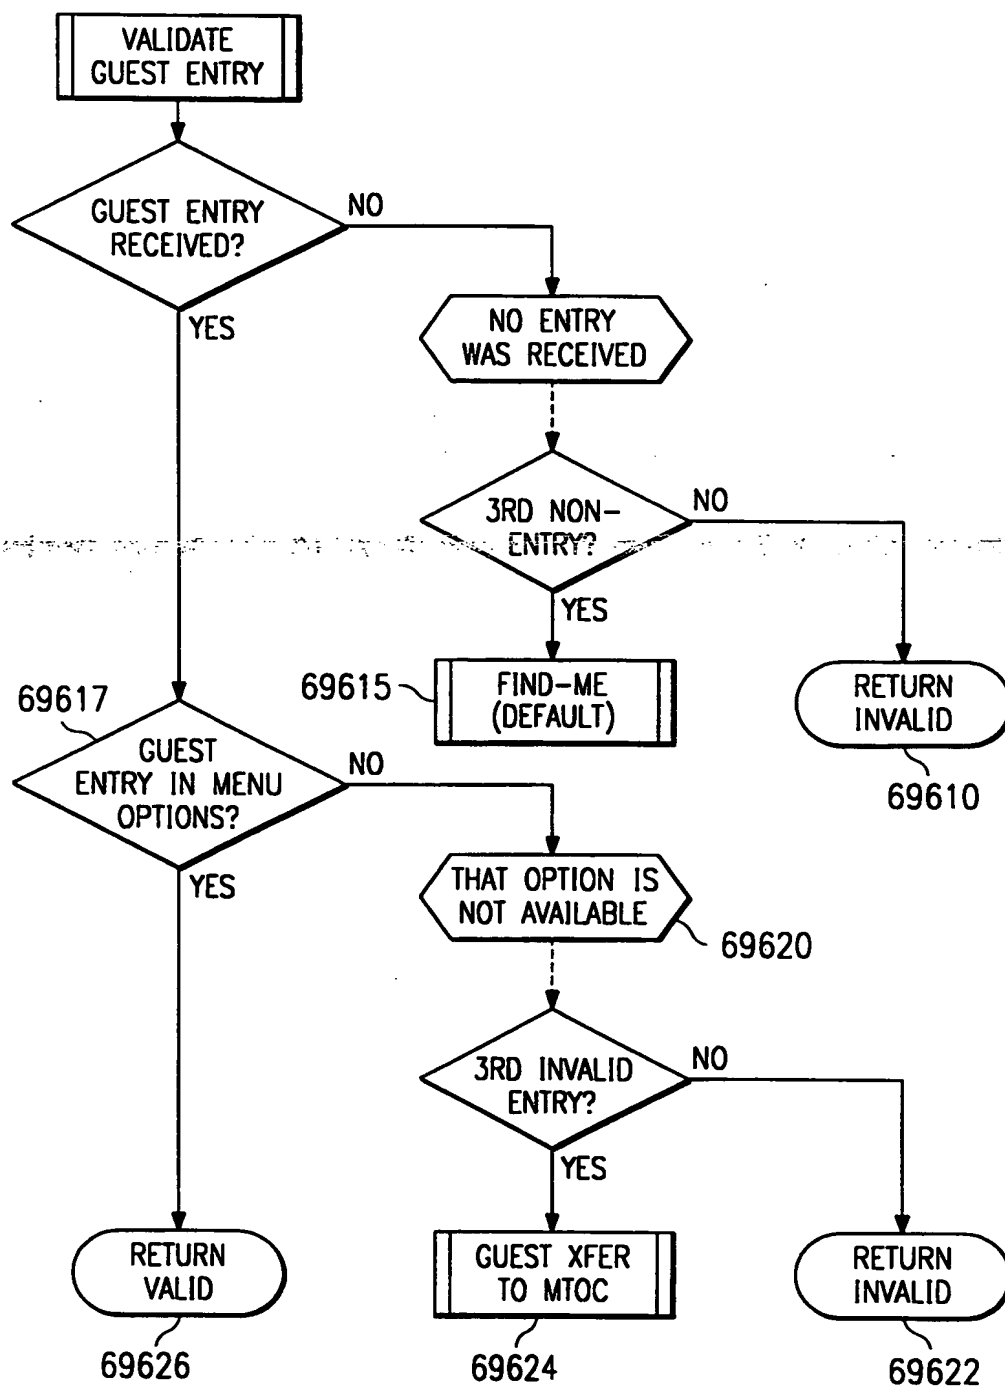 VALIDATE
GUEST ENTRY
GUEST ENTRY
RECEIVED?
NO
YES
NO ENTRY
WAS RECEIVED
3RD NON-
ENTRY?
NO
YES
69615
FIND-ME
(DEFAULT)
RETURN
INVALID
69610
69617
GUEST
ENTRY IN MENU
OPTIONS?
NO
YES
THAT OPTION IS
NOT AVAILABLE
69620
3RD INVALID
ENTRY?
NO
YES
RETURN
VALID
69626
GUEST XFER
TO MTOC
69624
RETURN
INVALID
69622